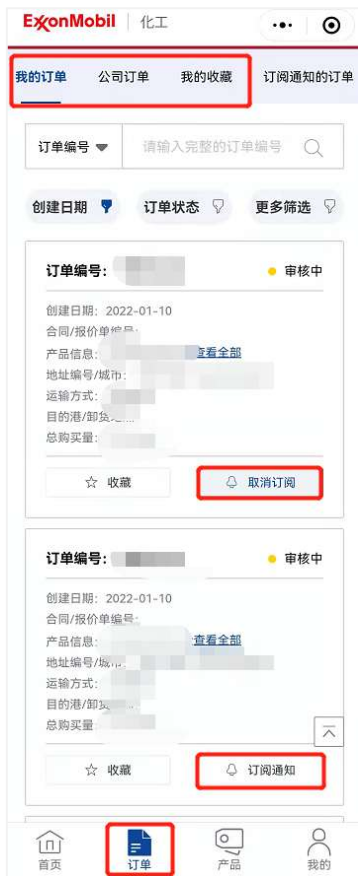 ExxonMobil 化工
我的订单 公司订单 我的收藏 订阅通知的订单
订单编号 请输入完整的订单编号
创建日期 订单状态 更多筛选
订单编号: 审核中
创建日期: 2022-01-10
合同/报价单编号:
产品信息: 查看全部
地址编号/城市:
运输方式:
目的港/卸货
总购买量:
收藏 取消订阅
订单编号: 审核中
创建日期: 2022-01-10
合同/报价单编号:
产品信息: 查看全部
地址编号/城市:
运输方式:
目的港/卸货
总购买量:
收藏 订阅通知
首页 订单 产品 我的